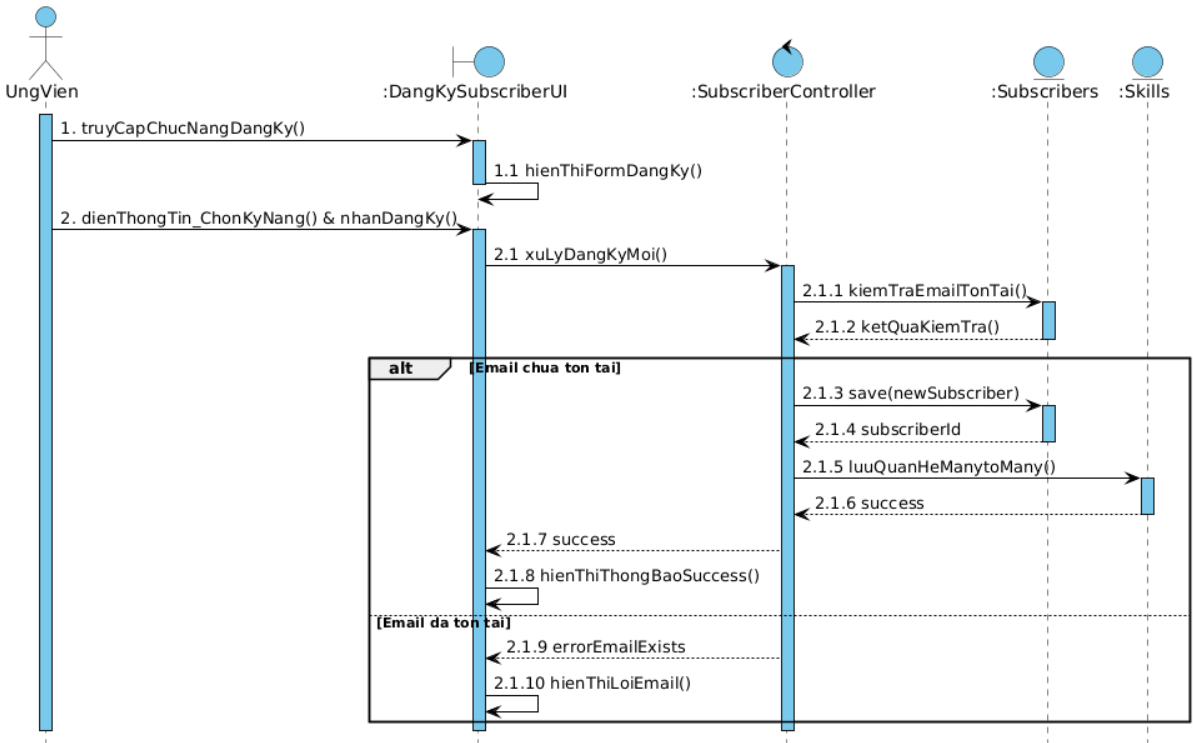 UngVien
:DangKySubscriberUI
:SubscriberController
:Subscribers
:Skills
1. truyCapChucNangDangKy()
1.1 hienThiFormDangKy()
2. dienThongTin_ChonKyNang() & nhanDangKy()
2.1 xuLyDangKyMoi()
2.1.1 kiemTraEmailTonTai()
2.1.2 ketQuaKiemTra()
alt [Email chua ton tai]
2.1.3 save(newSubscriber)
2.1.4 subscriberId
2.1.5 luuQuanHeManytoMany()
2.1.6 success
2.1.7 success
2.1.8 hienThiThongBaoSuccess()
[Email da ton tai]
2.1.9 errorEmailExists
2.1.10 hienThiLoiEmail()